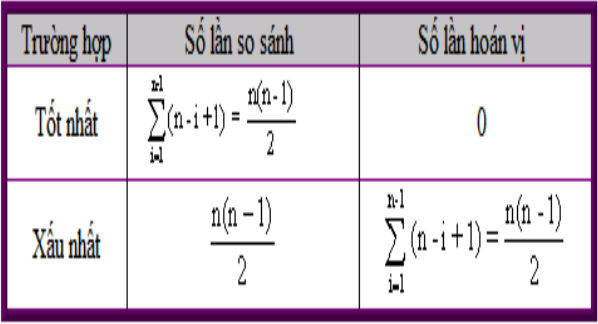 Trường hợp Số lần so sánh Số lần hoán vị
Tốt nhất \sum_{i=1}^{n-1}(n-i+1) = \frac{n(n-1)}{2} 0
Xấu nhất \frac{n(n-1)}{2} \sum_{i=1}^{n-1}(n-i+1) = \frac{n(n-1)}{2}